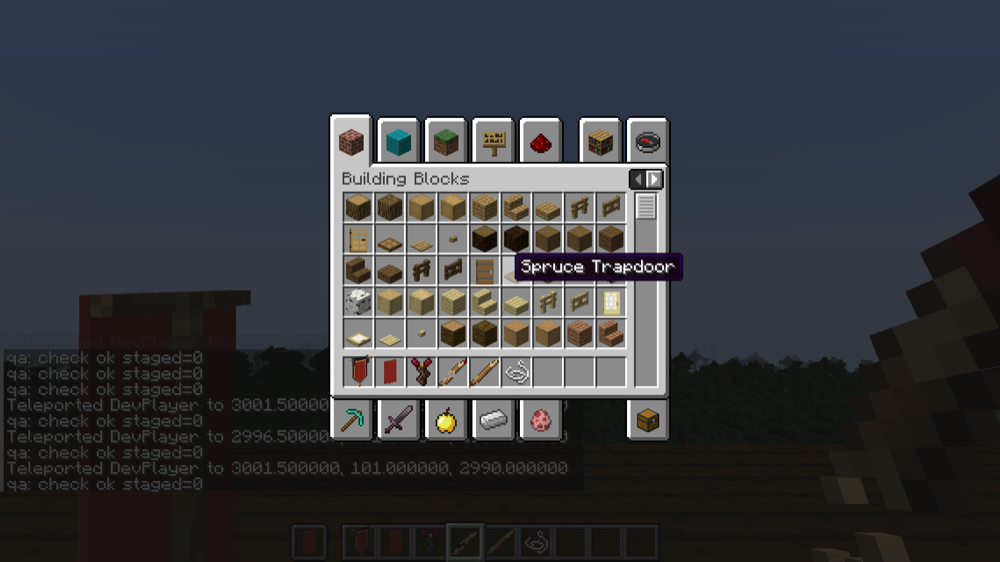 Building Blocks
Spruce Trapdoor
qa: check ok staged=0
qa: check ok staged=0
qa: check ok staged=0
Teleported DevPlayer to 3001.50000
qa: check ok staged=0
Teleported DevPlayer to 2996.50000
qa: check ok staged=0
Teleported DevPlayer to 3001.500000, 101.000000, 2990.000000
qa: check ok staged=0